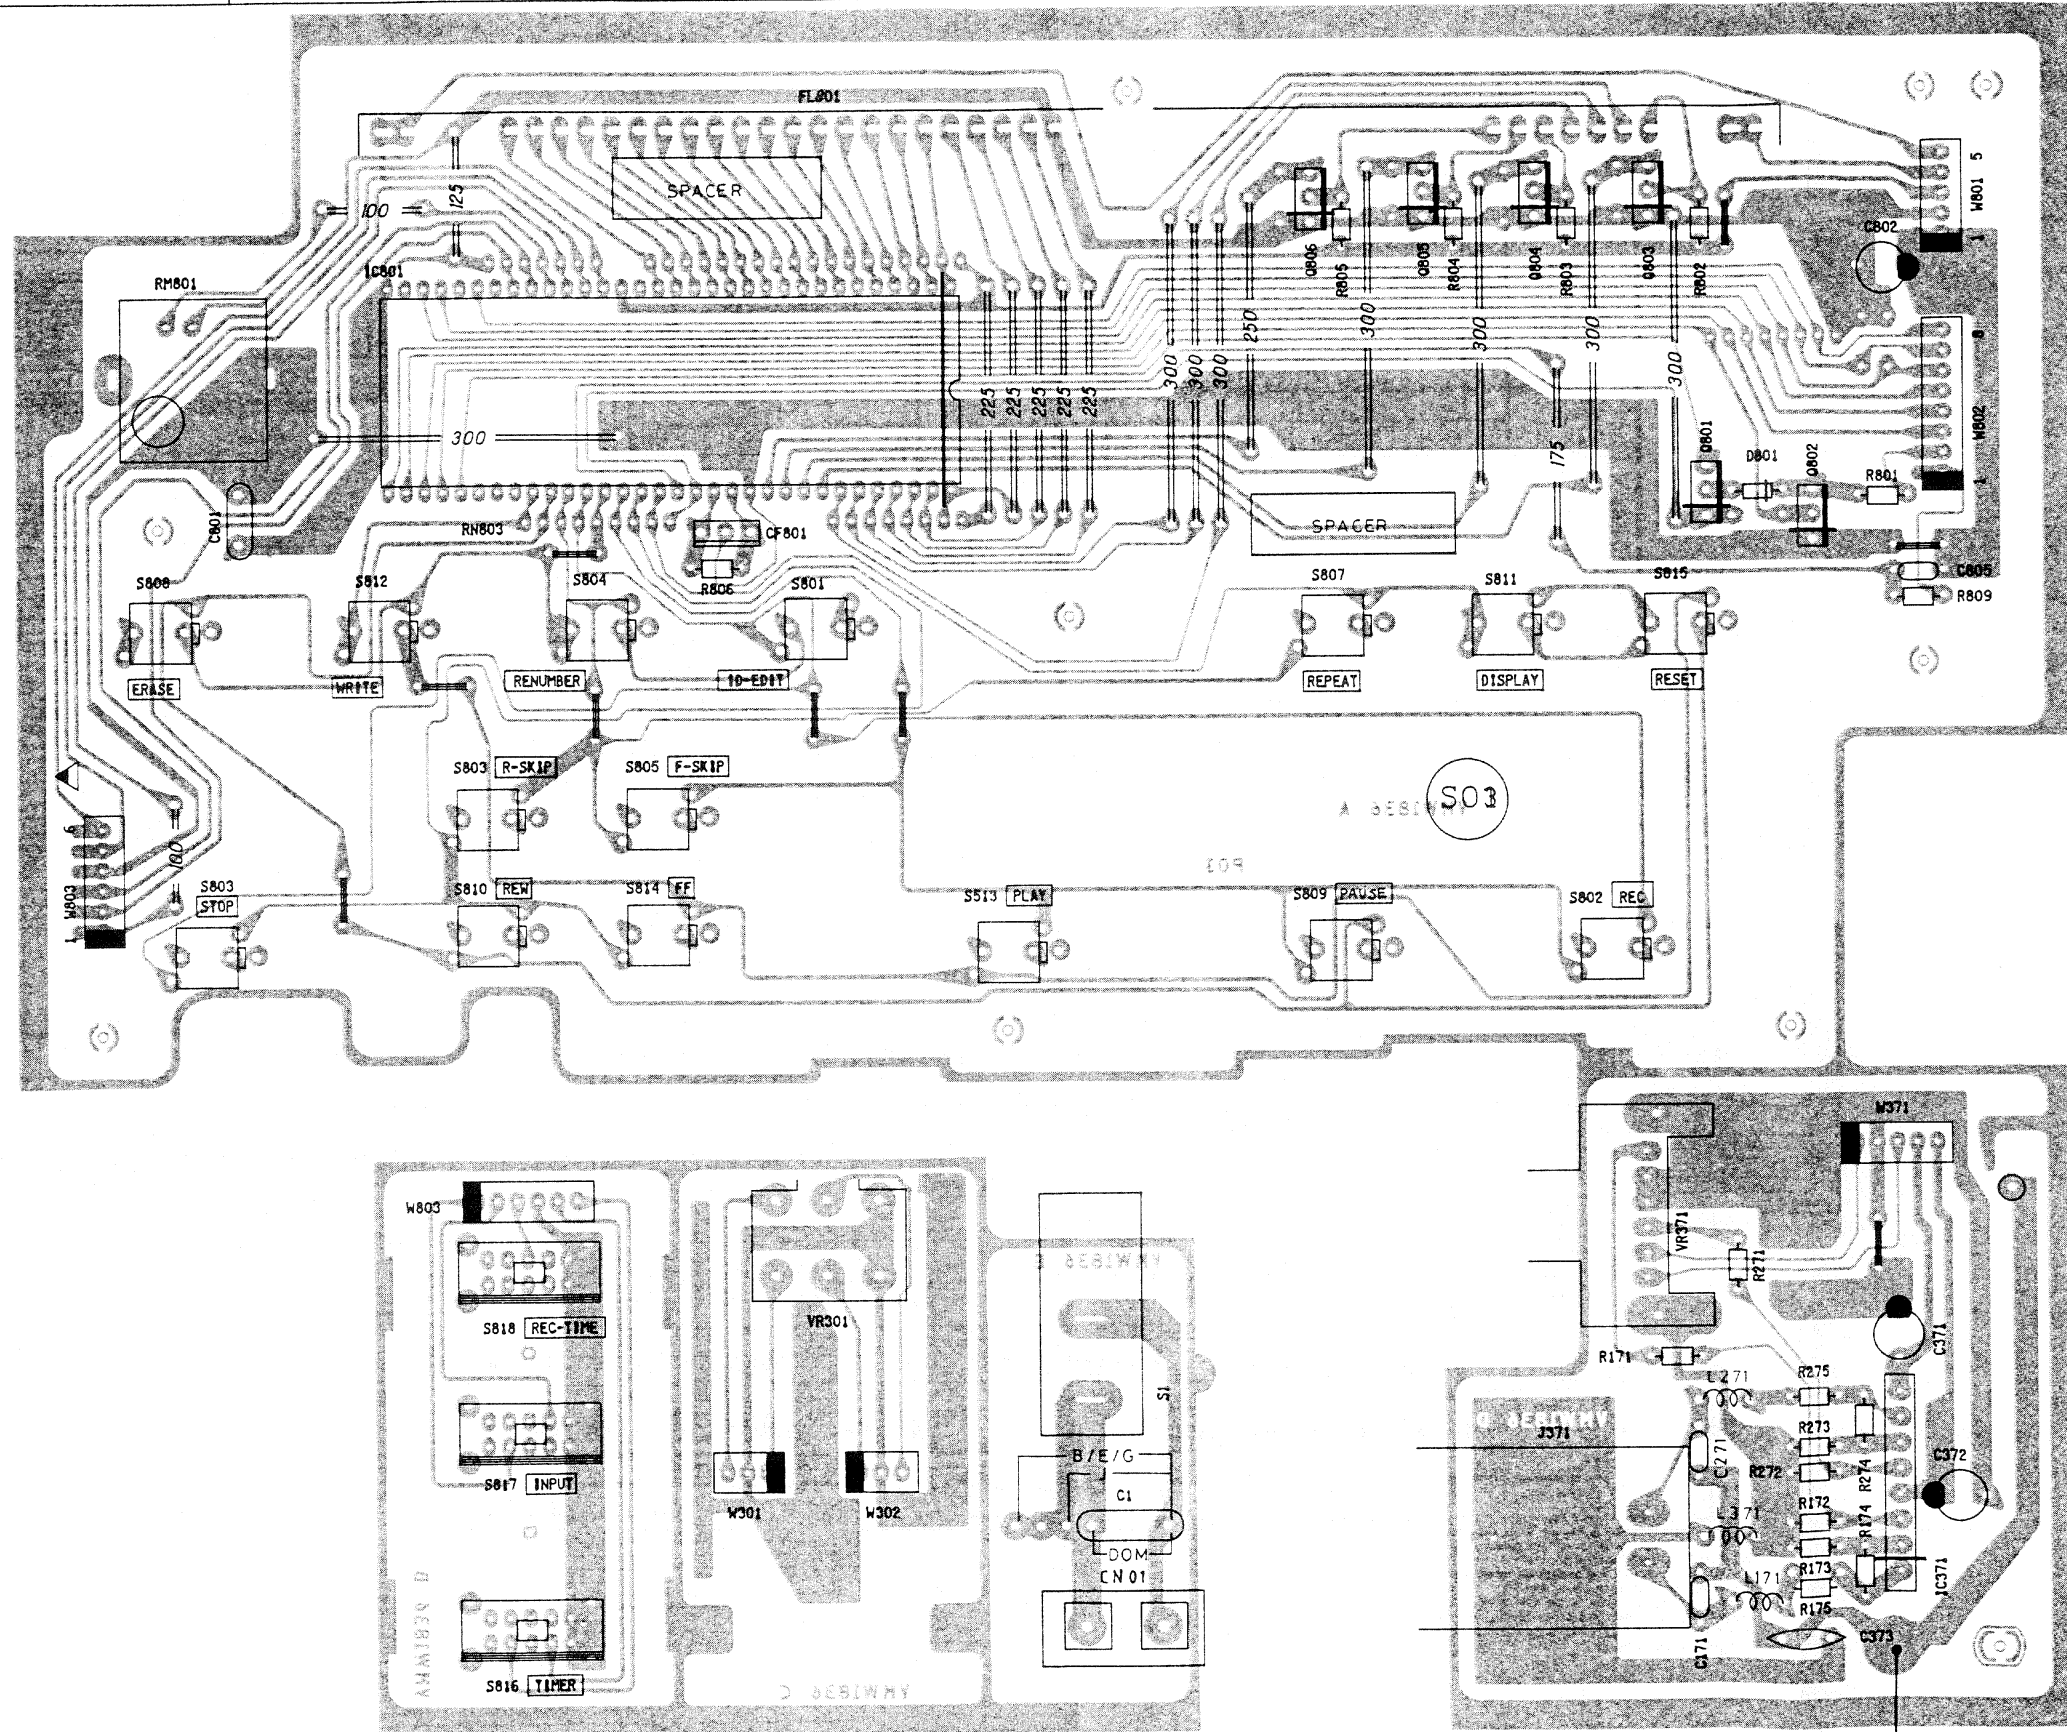 FL801
SPACER
100
125
IC801
RM801
Q806
R805
Q805
R804
Q804
R803
Q803
R802
C802
W801
5
1
250
300
300
300
300
300
300
300
225
225
225
225
225
175
300
8
W802
1
Q801
D801
Q802
R801
C801
RN803
CF801
R806
SPACER
C805
R809
S808
ERASE
S812
WRITE
S804
RENUMBER
S801
ID-EDIT
S807
REPEAT
S811
DISPLAY
S815
RESET
S803 R-SKIP
S805 F-SKIP
S03
YMW1836 A
6
W803
1
100
S803
STOP
S810 REW
S814 FF
S513 PLAY
S809 PAUSE
S802 REC
W803
S818 REC-TIME
S817 INPUT
S816 TIMER
YMW1836 D
VR301
W301
W302
YMW1836 C
YMW1836 E
S1
B/E/G
C1
DOM
CN01
W371
VR371
R271
C371
R171
L271
R275
YMW1836 B
J371
C271
R273
R272
R274
C372
R172
L371
R174
R173
L171
R175
IC371
C171
C373